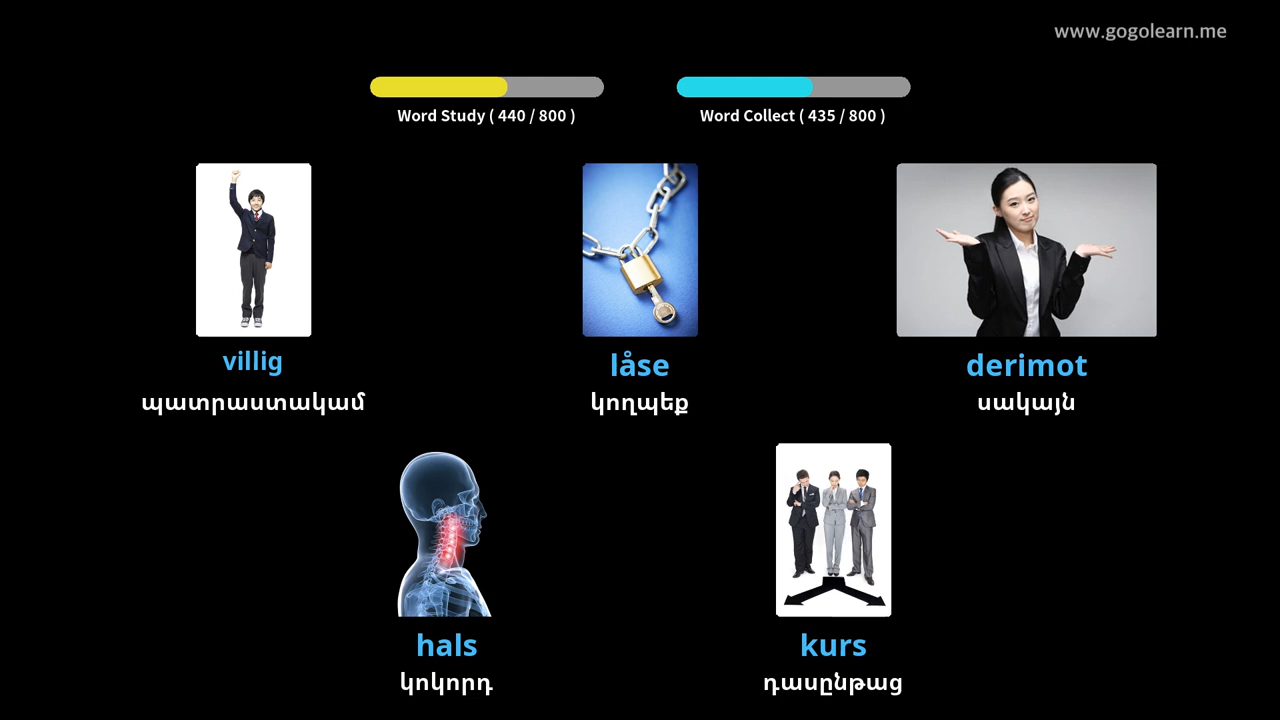 www.gogolearn.me
Word Study ( 440 / 800 )
Word Collect ( 435 / 800 )
villig
պատրաստակամ
låse
կողպեք
derimot
սակայն
hals
կոկորդ
kurs
դասընթաց